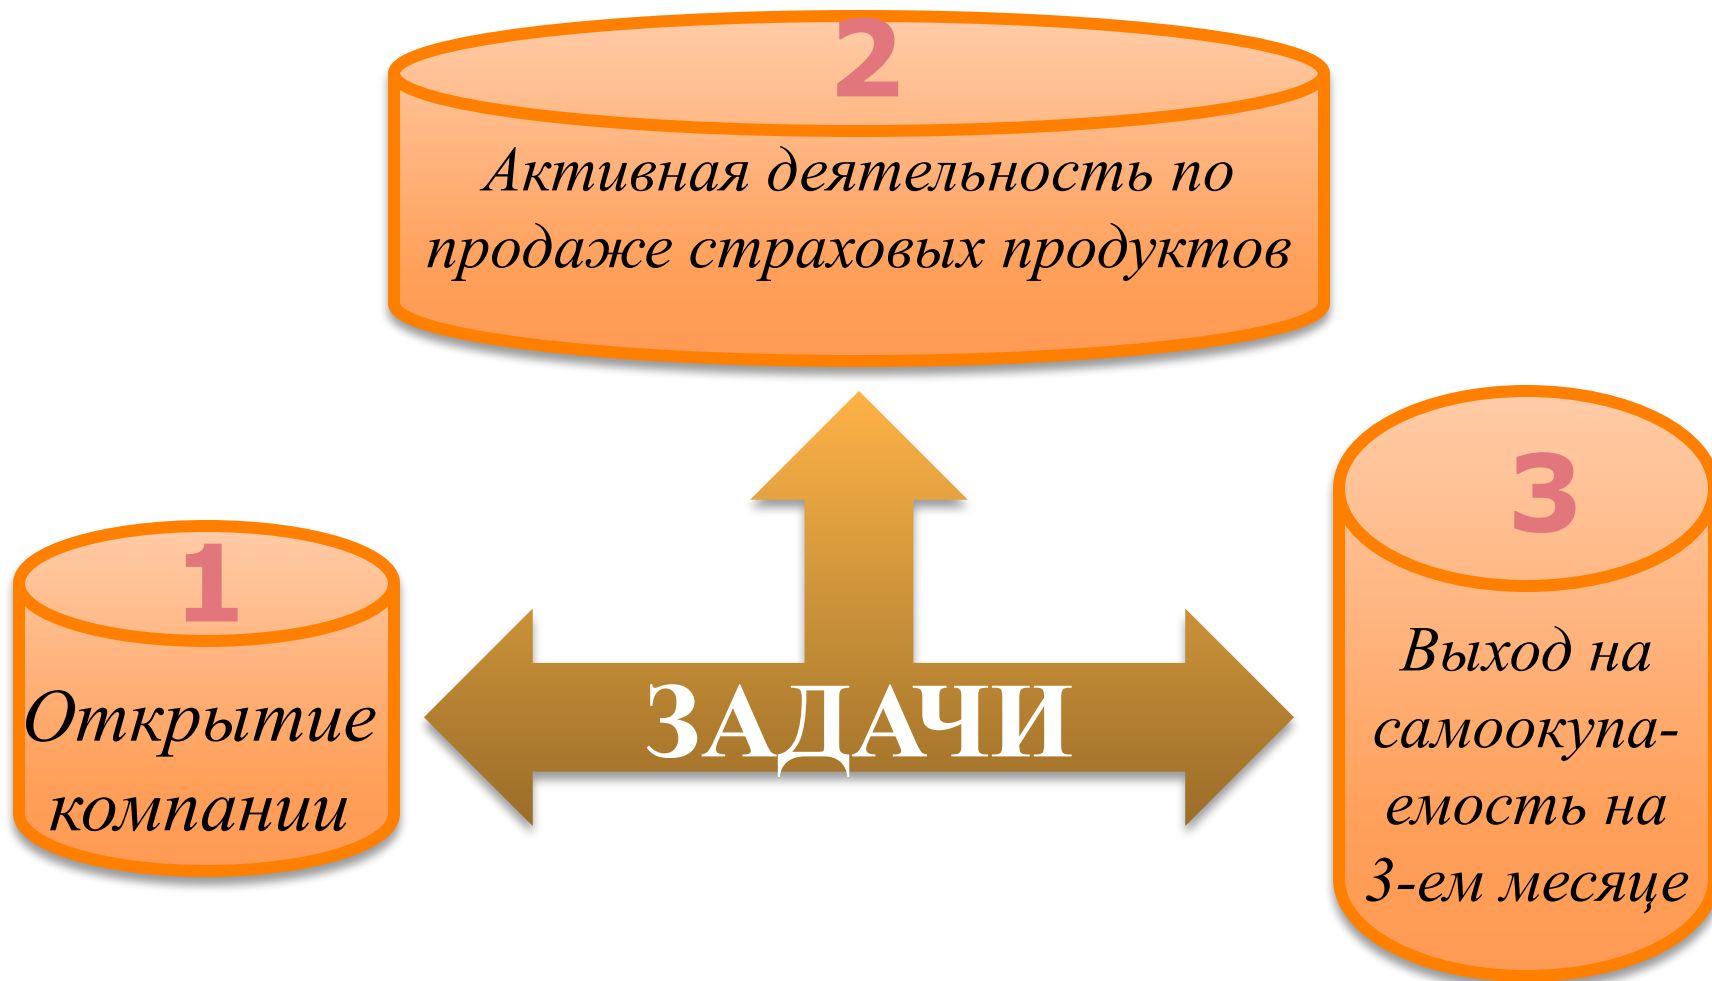 2
Активная деятельность по
продаже страховых продуктов
1
Открытие
компании
ЗАДАЧИ
3
Выход на
самоокупа-
емость на
3-ем месяце